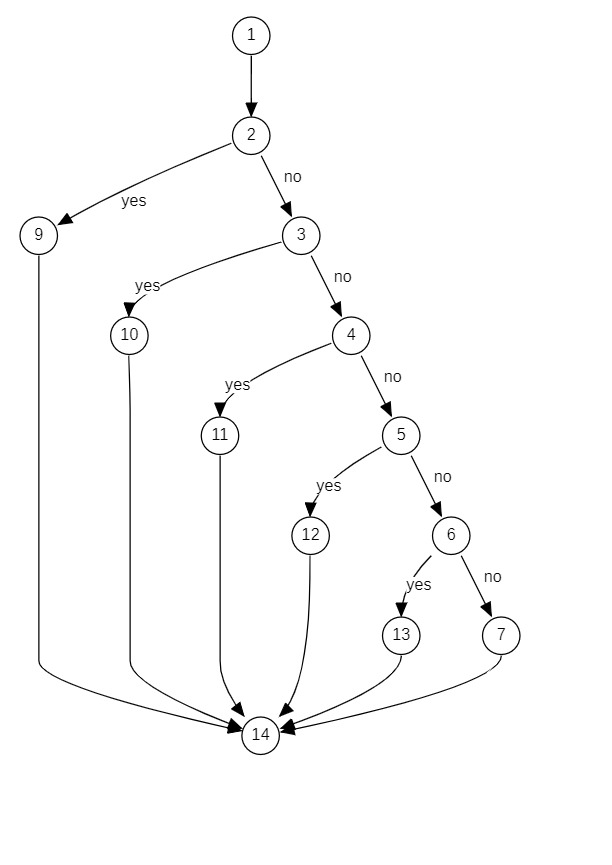 1
2
no
yes
9
3
no
yes
10
4
no
yes
11
5
no
yes
12
6
no
yes
13
7
14